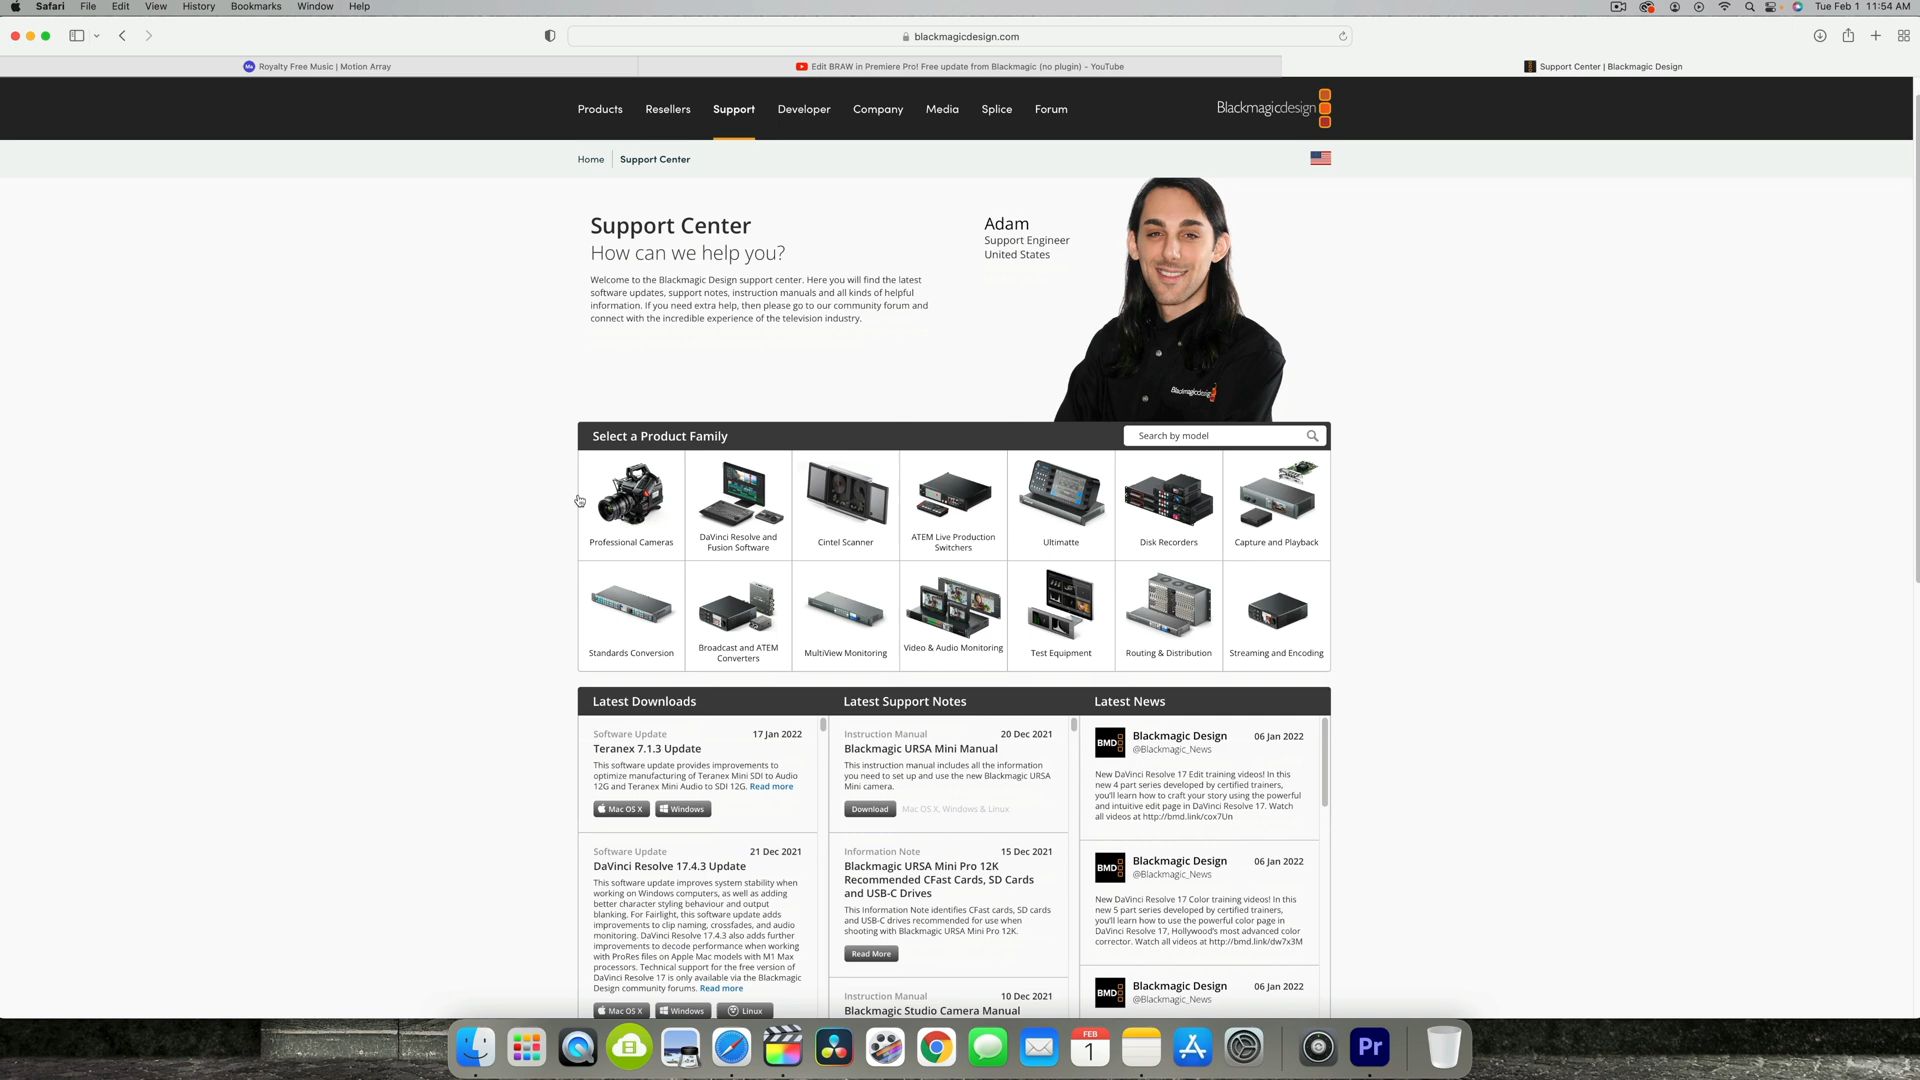 Safari File Edit View History Bookmarks Window Help
Tue Feb 1 11:54 AM
blackmagicdesign.com
Royalty Free Music | Motion Array
Edit BRAW in Premiere Pro! Free update from Blackmagic (no plugin) - YouTube
Support Center | Blackmagic Design
Products Resellers Support Developer Company Media Splice Forum
Blackmagicdesign
Home Support Center
Support Center
How can we help you?
Welcome to the Blackmagic Design support center. Here you will find the latest
software updates, support notes, instruction manuals and all kinds of helpful
information. If you need extra help, then please go to our community forum and
connect with the incredible experience of the television industry.
Adam
Support Engineer
United States
Blackmagicdesign
Select a Product Family
Search by model
Professional Cameras
DaVinci Resolve and
Fusion Software
Cintel Scanner
ATEM Live Production
Switchers
Ultimatte
Disk Recorders
Capture and Playback
Standards Conversion
Broadcast and ATEM
Converters
MultiView Monitoring
Video & Audio Monitoring
Test Equipment
Routing & Distribution
Streaming and Encoding
Latest Downloads
Software Update 17 Jan 2022
Teranex 7.1.3 Update
This software update provides improvements to
optimize manufacturing of Teranex Mini SDI to Audio
12G and Teranex Mini Audio to SDI 12G. Read more
Mac OS X Windows
Software Update 21 Dec 2021
DaVinci Resolve 17.4.3 Update
This software update improves system stability when
working on Windows computers, as well as adding
better character styling behaviour and output
blanking. For Fairlight, this software update adds
improvements to clip naming, crossfades, and audio
monitoring. DaVinci Resolve 17.4.3 also adds further
improvements to decode performance when working
with ProRes files on Apple Mac models with M1 Max
processors. Technical support for the free version of
DaVinci Resolve 17 is only available via the Blackmagic
Design community forums. Read more
Mac OS X Windows Linux
Latest Support Notes
Instruction Manual 20 Dec 2021
Blackmagic URSA Mini Manual
This instruction manual includes all the information
you need to set up and use the new Blackmagic URSA
Mini camera.
Download Mac OS X, Windows & Linux
Information Note 15 Dec 2021
Blackmagic URSA Mini Pro 12K
Recommended CFast Cards, SD Cards
and USB-C Drives
This Information Note identifies CFast cards, SD cards
and USB-C drives recommended for use when
shooting with Blackmagic URSA Mini Pro 12K.
Read More
Instruction Manual 10 Dec 2021
Blackmagic Studio Camera Manual
Latest News
BMD
Blackmagic Design 06 Jan 2022
@Blackmagic_News
New DaVinci Resolve 17 Edit training videos! In this
new 4 part series developed by certified trainers,
you'll learn how to craft your story using the powerful
and intuitive edit page in DaVinci Resolve 17. Watch
all videos at http://bmd.link/cox7Un
BMD
Blackmagic Design 06 Jan 2022
@Blackmagic_News
New DaVinci Resolve 17 Color training videos! In this
new 5 part series developed by certified trainers,
you'll learn how to use the powerful color page in
DaVinci Resolve 17, Hollywood's most advanced color
corrector. Watch all videos at http://bmd.link/dw7x3M
BMD
Blackmagic Design 06 Jan 2022
@Blackmagic_News
FEB
1
Pr